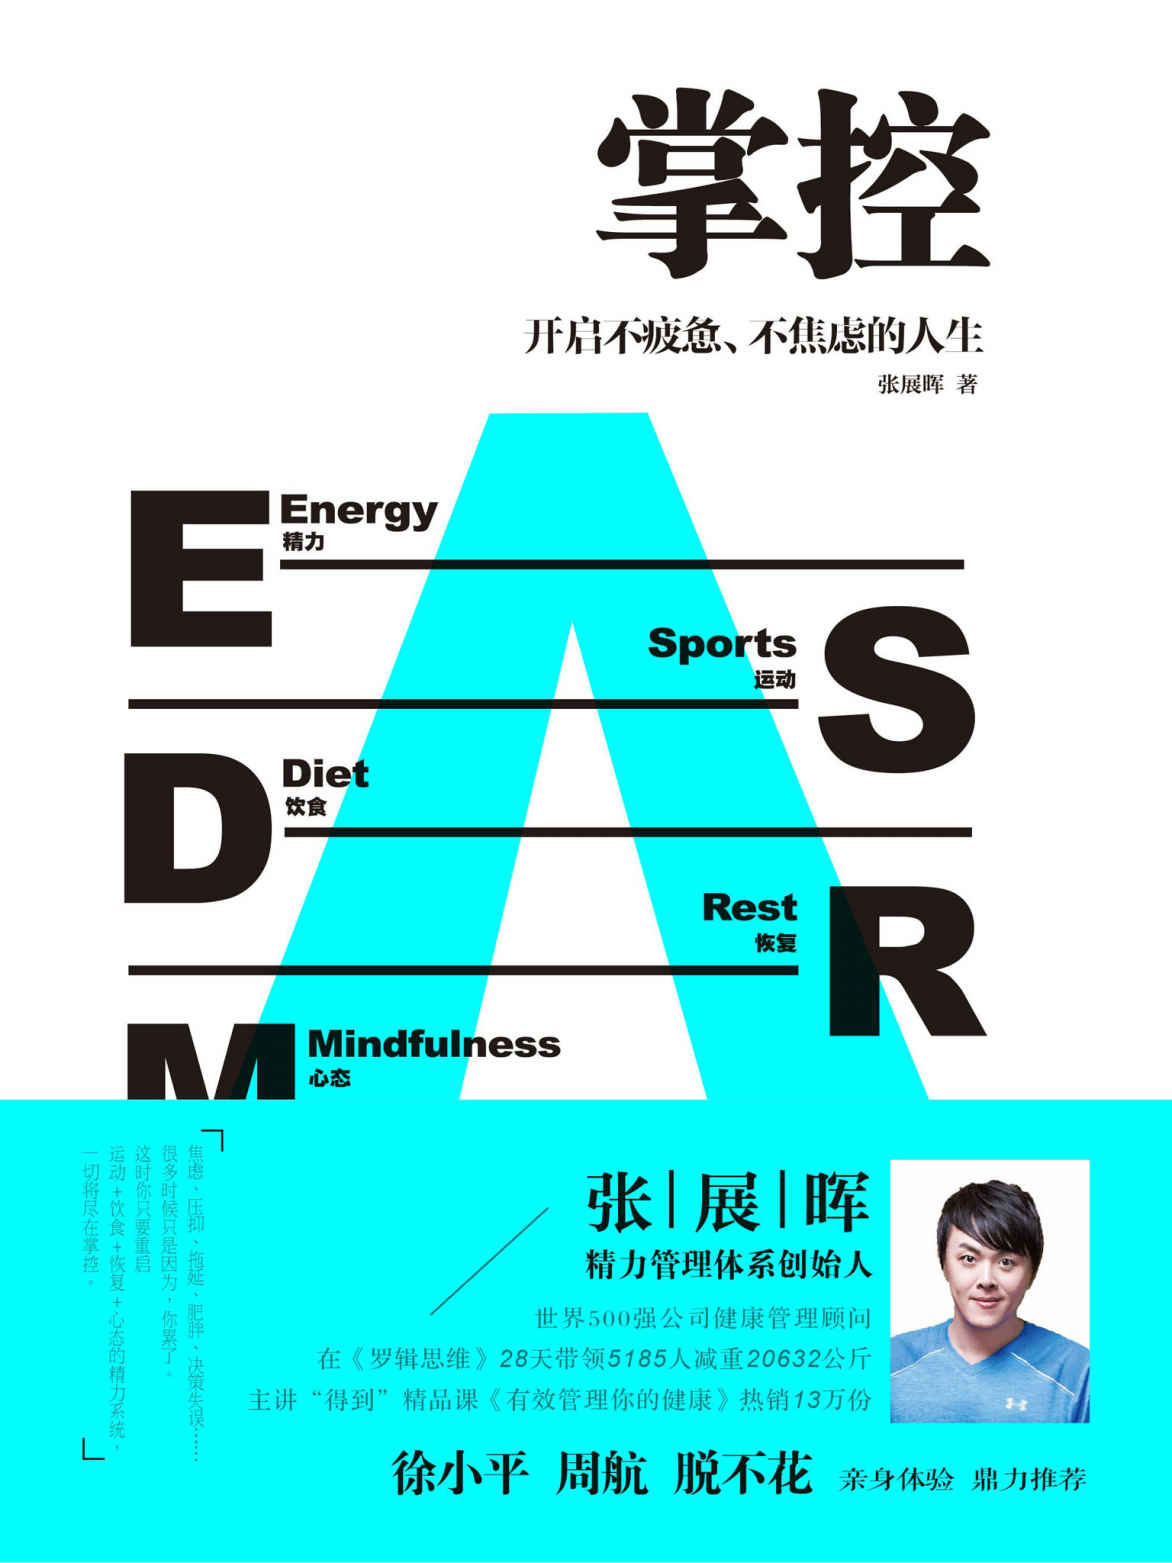 掌控
开启不疲惫、不焦虑的人生
张展晖 著
A
E
Energy
精力
S
Sports
运动
D
Diet
饮食
R
Rest
恢复
M
Mindfulness
心态
焦虑、压抑、拖延、肥胖、决策失误……
很多时候只是因为，你累了。
这时你只要重启
运动+饮食+恢复+心态的精力系统，
一切将尽在掌控。
张|展|晖
精力管理体系创始人
世界500强公司健康管理顾问
在《罗辑思维》28天带领5185人减重20632公斤
主讲“得到”精品课《有效管理你的健康》热销13万份
徐小平 周航 脱不花 亲身体验 鼎力推荐